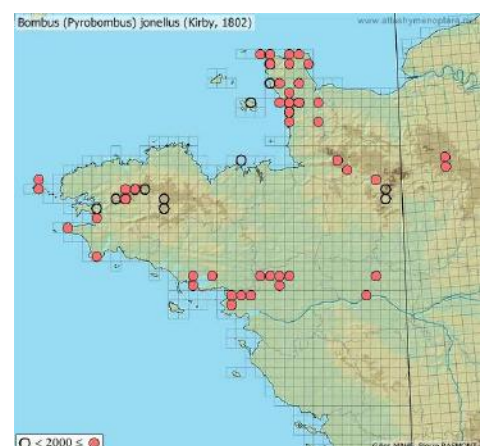 Bombus (Pyrobombus) jonellus (Kirby, 1802)
www.atlashymenoptera.net
< 2000 ≤